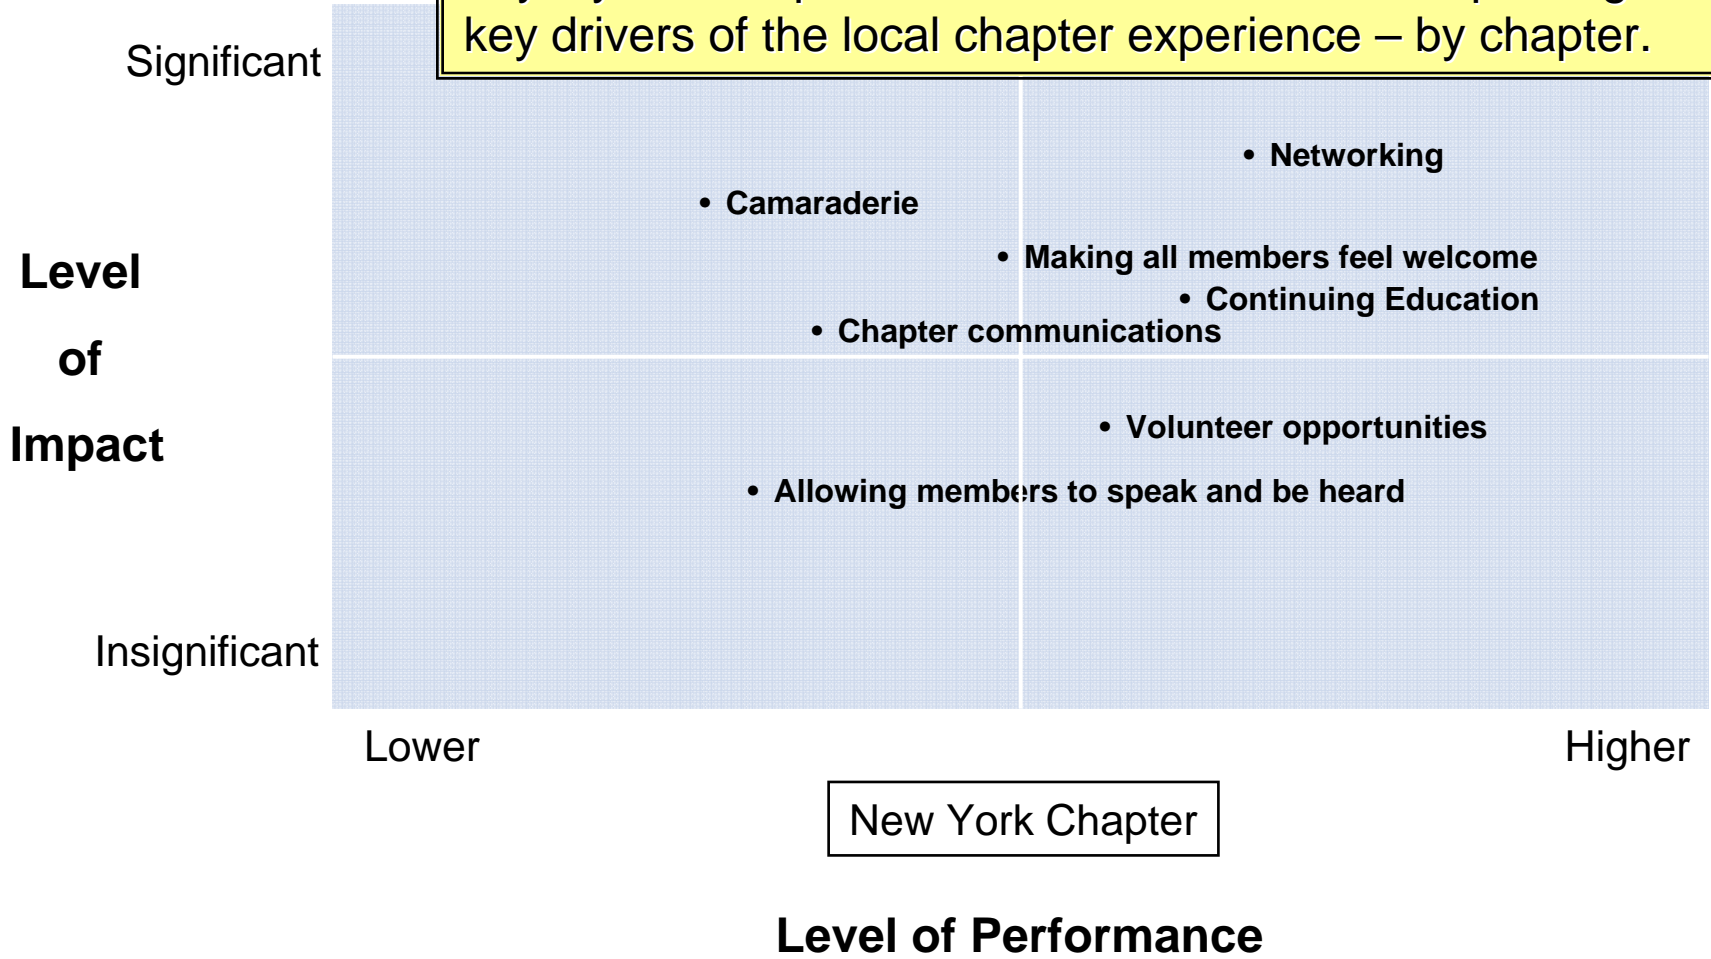 key drivers of the local chapter experience – by chapter.
Significant
• Networking
• Camaraderie
Level
of
Impact
• Making all members feel welcome
• Continuing Education
• Chapter communications
• Volunteer opportunities
• Allowing members to speak and be heard
Insignificant
Lower
Higher
New York Chapter
Level of Performance